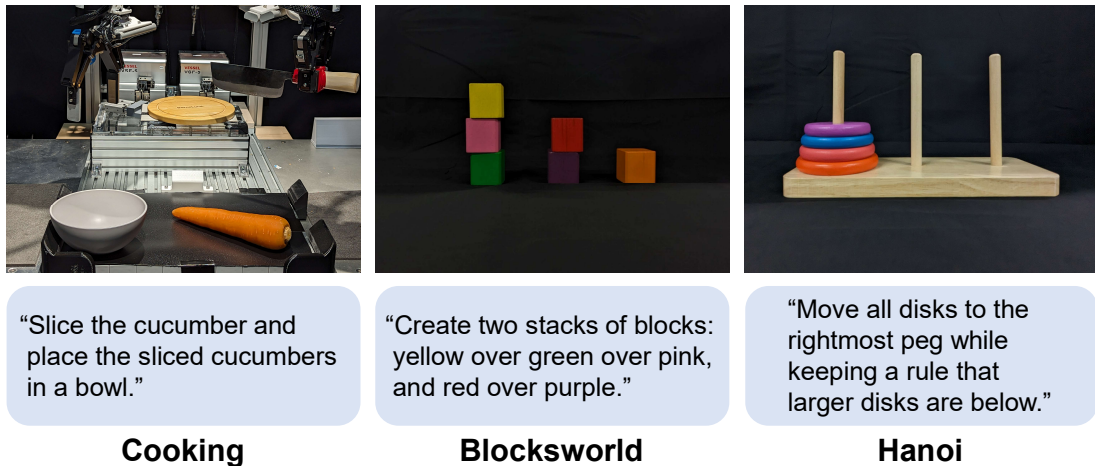 “Slice the cucumber and
place the sliced cucumbers
in a bowl.”
Cooking
“Create two stacks of blocks:
yellow over green over pink,
and red over purple.”
Blocksworld
“Move all disks to the
rightmost peg while
keeping a rule that
larger disks are below.”
Hanoi